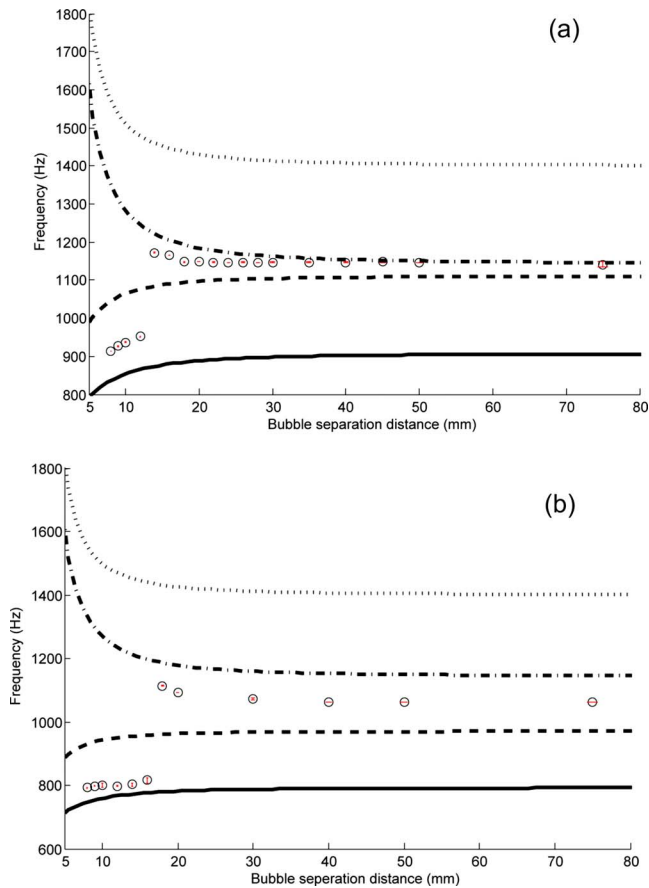 (a)
1800
1700
1600
1500
1400
1300
1200
1100
1000
900
800
Frequency (Hz)
5 10 20 30 40 50 60 70 80
Bubble separation distance (mm)
(b)
1800
1600
1400
1200
1000
800
600
Frequency (Hz)
5 10 20 30 40 50 60 70 80
Bubble seperation distance (mm)